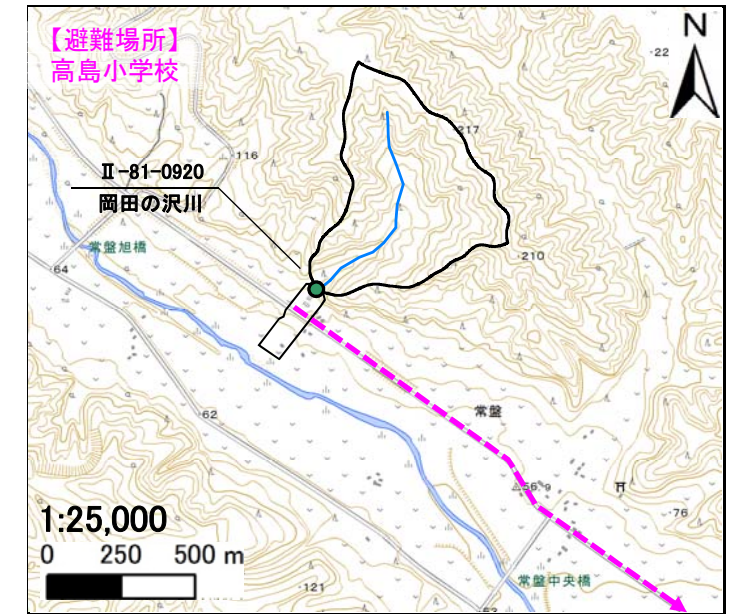 【避難場所】
高島小学校
N
・22
・217
・116
Ⅱ-81-0920
岡田の沢川
常盤旭橋
・210
64
常盤
62
56.9
・76
1:25,000
0 250 500 m
・121
常盤中央橋